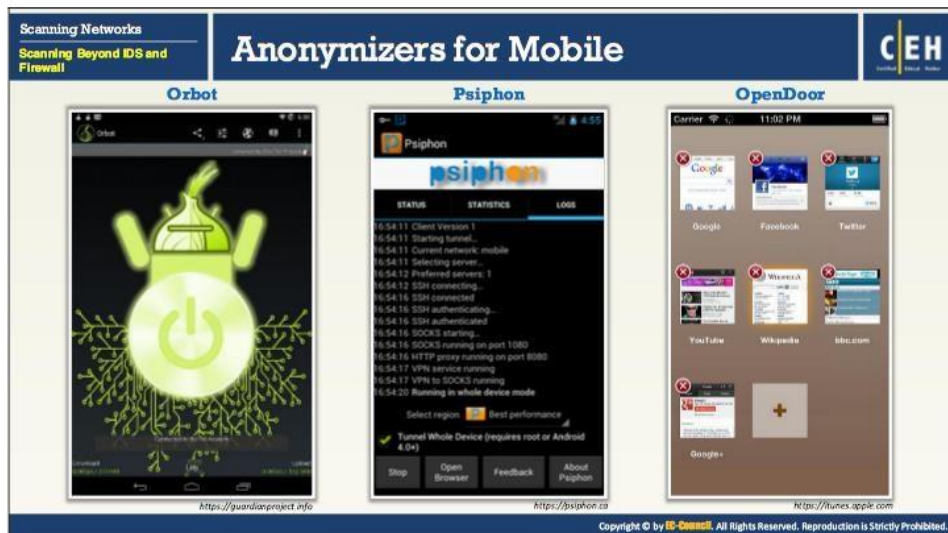 Scanning Networks
Scanning Beyond IDS and
Firewall
Anonymizers for Mobile
CEH
Orbot
Psiphon
OpenDoor
Orbot
4:55
Psiphon
psiphon
STATUS STATISTICS LOGS
16:54:11 Client Version 1
16:54:11 Starting tunnel...
16:54:11 Current network: mobile
16:54:11 Selecting server...
16:54:12 Preferred servers: 1
16:54:12 SSH connecting...
16:54:16 SSH connected
16:54:16 SSH authenticating...
16:54:16 SSH authenticated
16:54:16 SOCKS starting...
16:54:16 SOCKS running on port 1080
16:54:16 HTTP proxy running on port 8080
16:54:17 VPN service running
16:54:17 VPN to SOCKS running
16:54:20 Running in whole device mode
Select region Best performance
Tunnel Whole Device (requires root or Android
4.0+)
Stop
Open
Browser
Feedback
About
Psiphon
Carrier 11:02 PM
Google
Google Facebook Twitter
WIKIPEDIA
YouTube Wikipedia bbc.com
Google+
https://guardianproject.info
https://psiphon.ca
https://itunes.apple.com
Copyright © by EC-Council. All Rights Reserved. Reproduction is Strictly Prohibited.